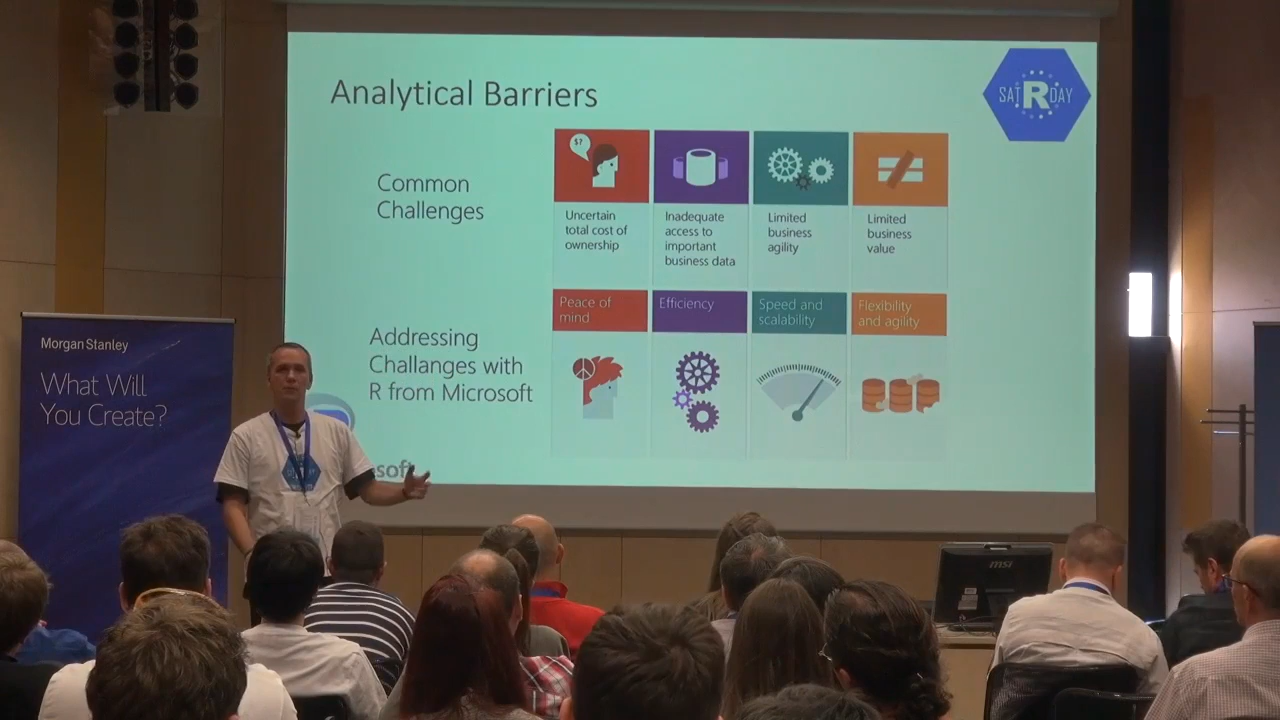 Analytical Barriers
SAT R DAY
Common
Challenges
$?
Uncertain
total cost of
ownership
Inadequate
access to
important
business data
Limited
business
agility
Limited
business
value
Peace of
mind
Efficiency
Speed and
scalability
Flexibility
and agility
Addressing
Challanges with
R from Microsoft
soft
Morgan Stanley
What Will
You Create?
msi